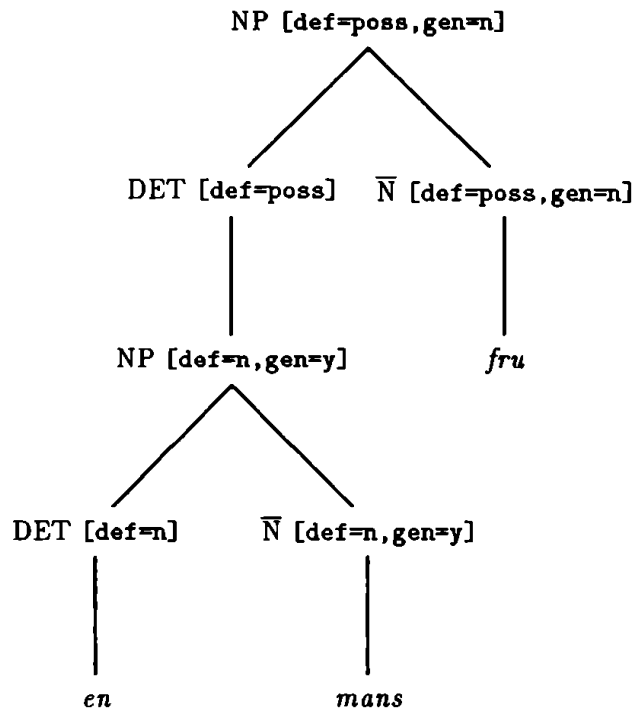 NP [def=poss,gen=n]
DET [def=poss] N̅ [def=poss,gen=n]
NP [def=n,gen=y] fru
DET [def=n] N̅ [def=n,gen=y]
en mans